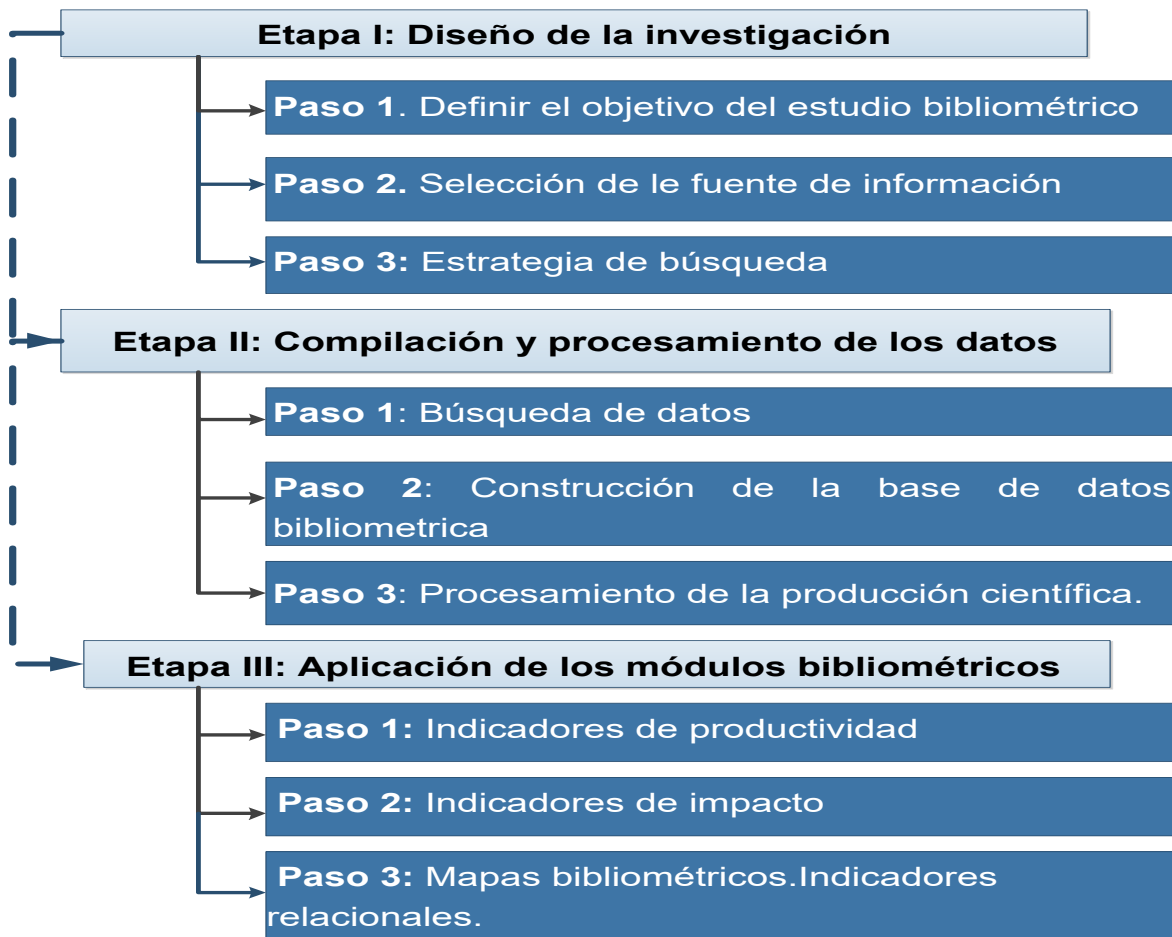 Etapa I: Diseño de la investigación
Paso 1. Definir el objetivo del estudio bibliométrico
Paso 2. Selección de le fuente de información
Paso 3: Estrategia de búsqueda
Etapa II: Compilación y procesamiento de los datos
Paso 1: Búsqueda de datos
Paso 2: Construcción de la base de datos
bibliometrica
Paso 3: Procesamiento de la producción científica.
Etapa III: Aplicación de los módulos bibliométricos
Paso 1: Indicadores de productividad
Paso 2: Indicadores de impacto
Paso 3: Mapas bibliométricos.Indicadores
relacionales.